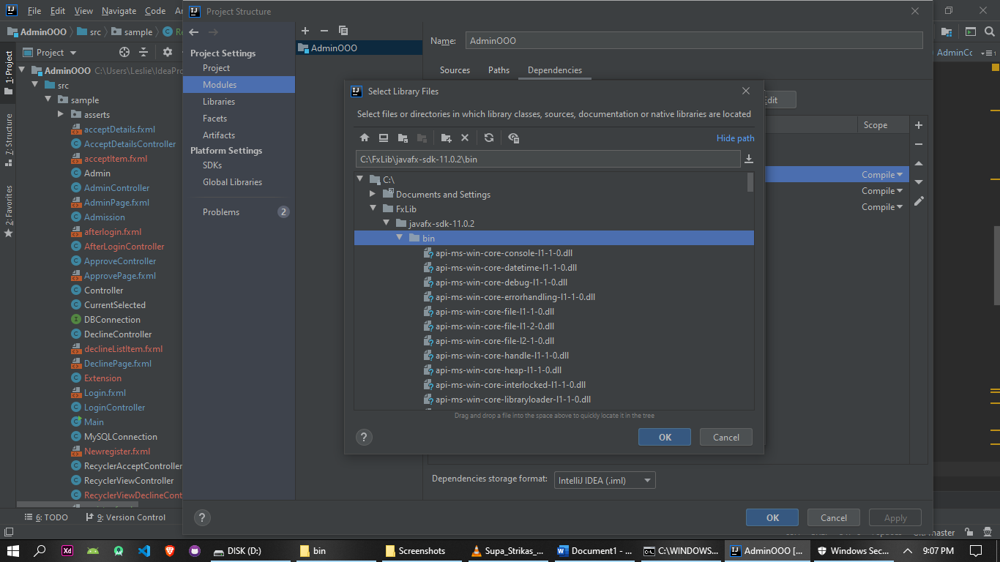 File Edit View Navigate Code
Project Structure
AdminOOO src sample
Project
AdminOOO C:\Users\Leslie\IdeaPro
src
sample
asserts
acceptDetails.fxml
AcceptDetailsController
acceptItem.fxml
Admin
AdminController
AdminPage.fxml
Admission
afterlogin.fxml
AfterLoginController
ApproveController
ApprovePage.fxml
Controller
CurrentSelected
DBConnection
DeclineController
declineListItem.fxml
DeclinePage.fxml
Extension
Login.fxml
LoginController
Main
MySQLConnection
Newregister.fxml
RecyclerAcceptController
RecyclerViewController
RecyclerViewDeclineCont
1: Project
7: Structure
2: Favorites
6: TODO 9: Version Control
Project Settings
Project
Modules
Libraries
Facets
Artifacts
Platform Settings
SDKs
Global Libraries
Problems 2
AdminOOO
Name: AdminOOO
Sources Paths Dependencies
Edit
Scope
Compile
Compile
Compile
AdminCc
Select Library Files
Select files or directories in which library classes, sources, documentation or native libraries are located
Hide path
C:\FxLib\javafx-sdk-11.0.2\bin
C:\
Documents and Settings
FxLib
javafx-sdk-11.0.2
bin
api-ms-win-core-console-l1-1-0.dll
api-ms-win-core-datetime-l1-1-0.dll
api-ms-win-core-debug-l1-1-0.dll
api-ms-win-core-errorhandling-l1-1-0.dll
api-ms-win-core-file-l1-1-0.dll
api-ms-win-core-file-l1-2-0.dll
api-ms-win-core-file-l2-1-0.dll
api-ms-win-core-handle-l1-1-0.dll
api-ms-win-core-heap-l1-1-0.dll
api-ms-win-core-interlocked-l1-1-0.dll
api-ms-win-core-libraryloader-l1-1-0.dll
Drag and drop a file into the space above to quickly locate it in the tree
? OK Cancel
Dependencies storage format: IntelliJ IDEA (.iml)
? OK Cancel Apply
master
DISK (D:) bin Screenshots Supa_Strikas_... Document1 - ... C:\WINDOWS... AdminOOO [... Windows Sec... 9:07 PM